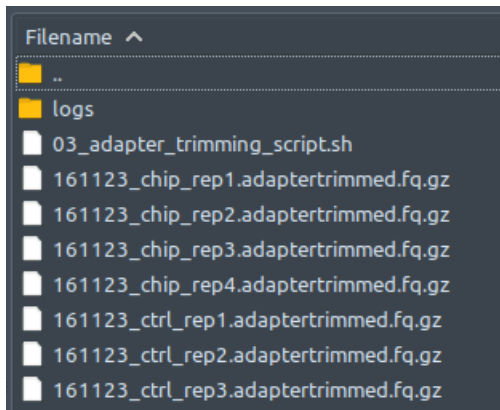 Filename
..
logs
03_adapter_trimming_script.sh
161123_chip_rep1.adaptertrimmed.fq.gz
161123_chip_rep2.adaptertrimmed.fq.gz
161123_chip_rep3.adaptertrimmed.fq.gz
161123_chip_rep4.adaptertrimmed.fq.gz
161123_ctrl_rep1.adaptertrimmed.fq.gz
161123_ctrl_rep2.adaptertrimmed.fq.gz
161123_ctrl_rep3.adaptertrimmed.fq.gz